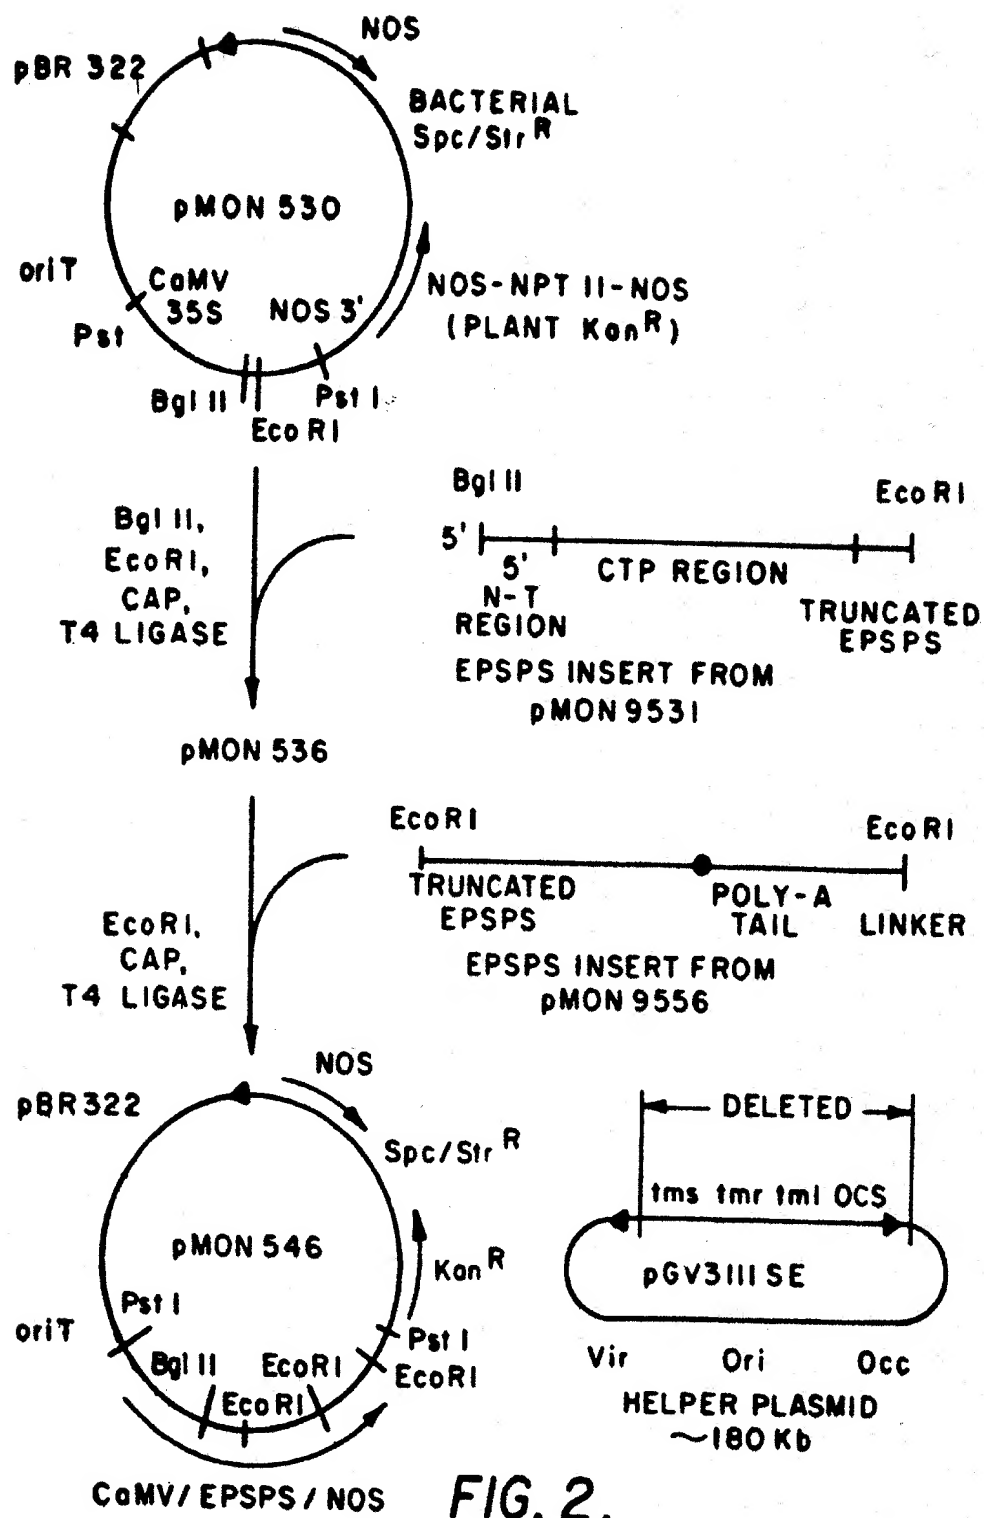 NOS
pBR 322
BACTERIAL
Spc/Str R
pMON 530
oriT
CaMV
35S
NOS 3'
NOS-NPT II-NOS
(PLANT Kan R)
Pst
Bgl II
Pst I
Eco RI
Bgl II
Eco RI
Bgl II,
EcoRI,
CAP,
T4 LIGASE
5'
5'
N-T
REGION
CTP REGION
TRUNCATED
EPSPS
EPSPS INSERT FROM
pMON 9531
pMON 536
EcoRI
EcoRI
TRUNCATED
EPSPS
POLY-A
TAIL
LINKER
EcoRI,
CAP,
T4 LIGASE
EPSPS INSERT FROM
pMON 9556
NOS
pBR322
Spc/Str R
DELETED
tms tmr tml OCS
pMON 546
Kan R
pGV3111 SE
Pst I
oriT
Pst I
Bgl II
EcoRI
EcoRI
Eco RI
Vir
Ori
Occ
HELPER PLASMID
~180 Kb
CaMV/EPSPS/NOS
FIG. 2.